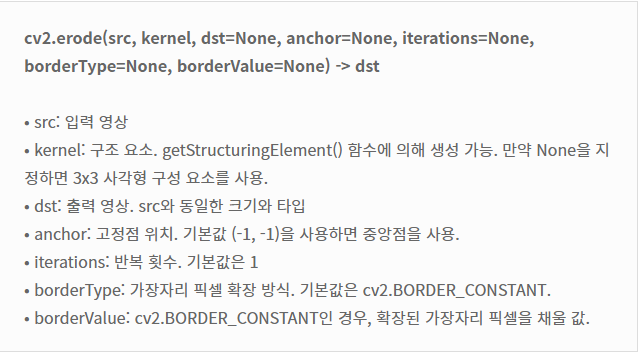 cv2.erode(src, kernel, dst=None, anchor=None, iterations=None,
borderType=None, borderValue=None) -> dst
• src: 입력 영상
• kernel: 구조 요소. getStructuringElement() 함수에 의해 생성 가능. 만약 None을 지
정하면 3x3 사각형 구성 요소를 사용.
• dst: 출력 영상. src와 동일한 크기와 타입
• anchor: 고정점 위치. 기본값 (-1, -1)을 사용하면 중앙점을 사용.
• iterations: 반복 횟수. 기본값은 1
• borderType: 가장자리 픽셀 확장 방식. 기본값은 cv2.BORDER_CONSTANT.
• borderValue: cv2.BORDER_CONSTANT인 경우, 확장된 가장자리 픽셀을 채울 값.